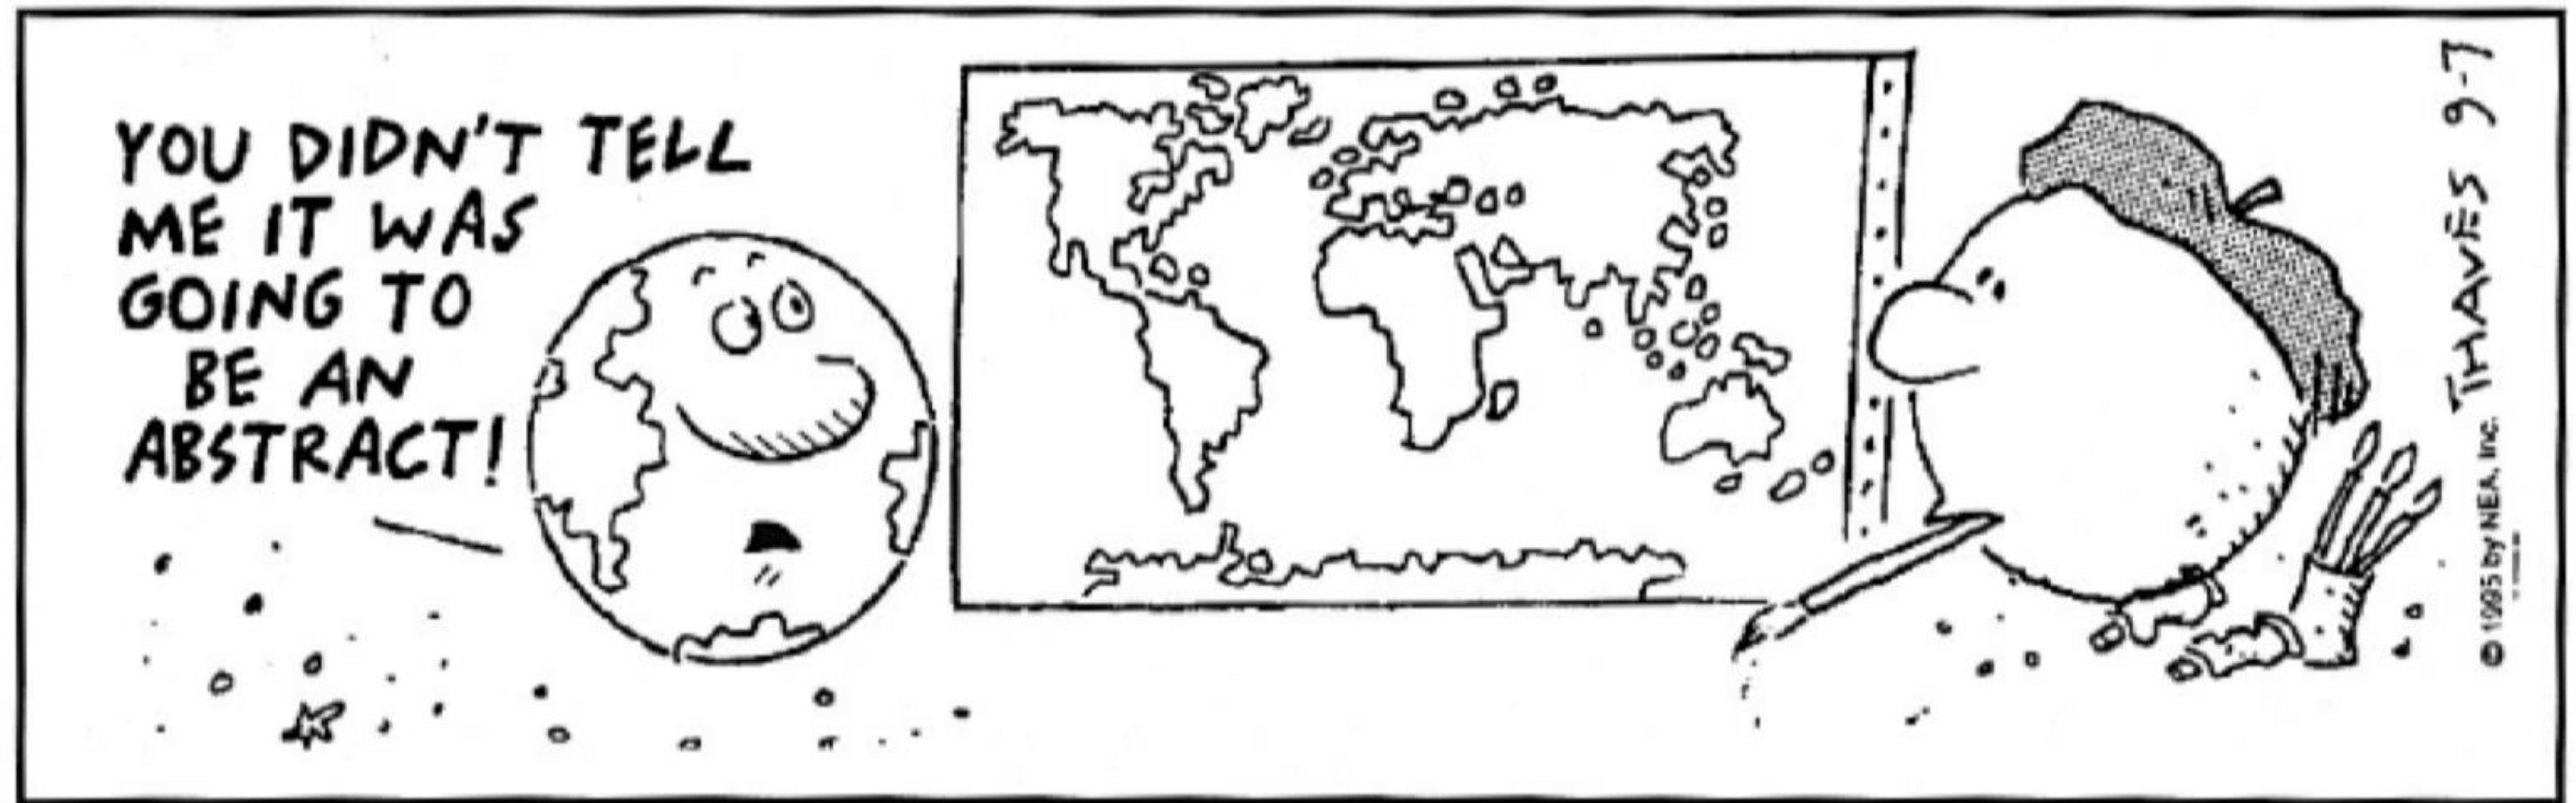 YOU DIDN'T TELL
ME IT WAS
GOING TO
BE AN
ABSTRACT!
THAVES 9-7
© 1995 by NEA, Inc.